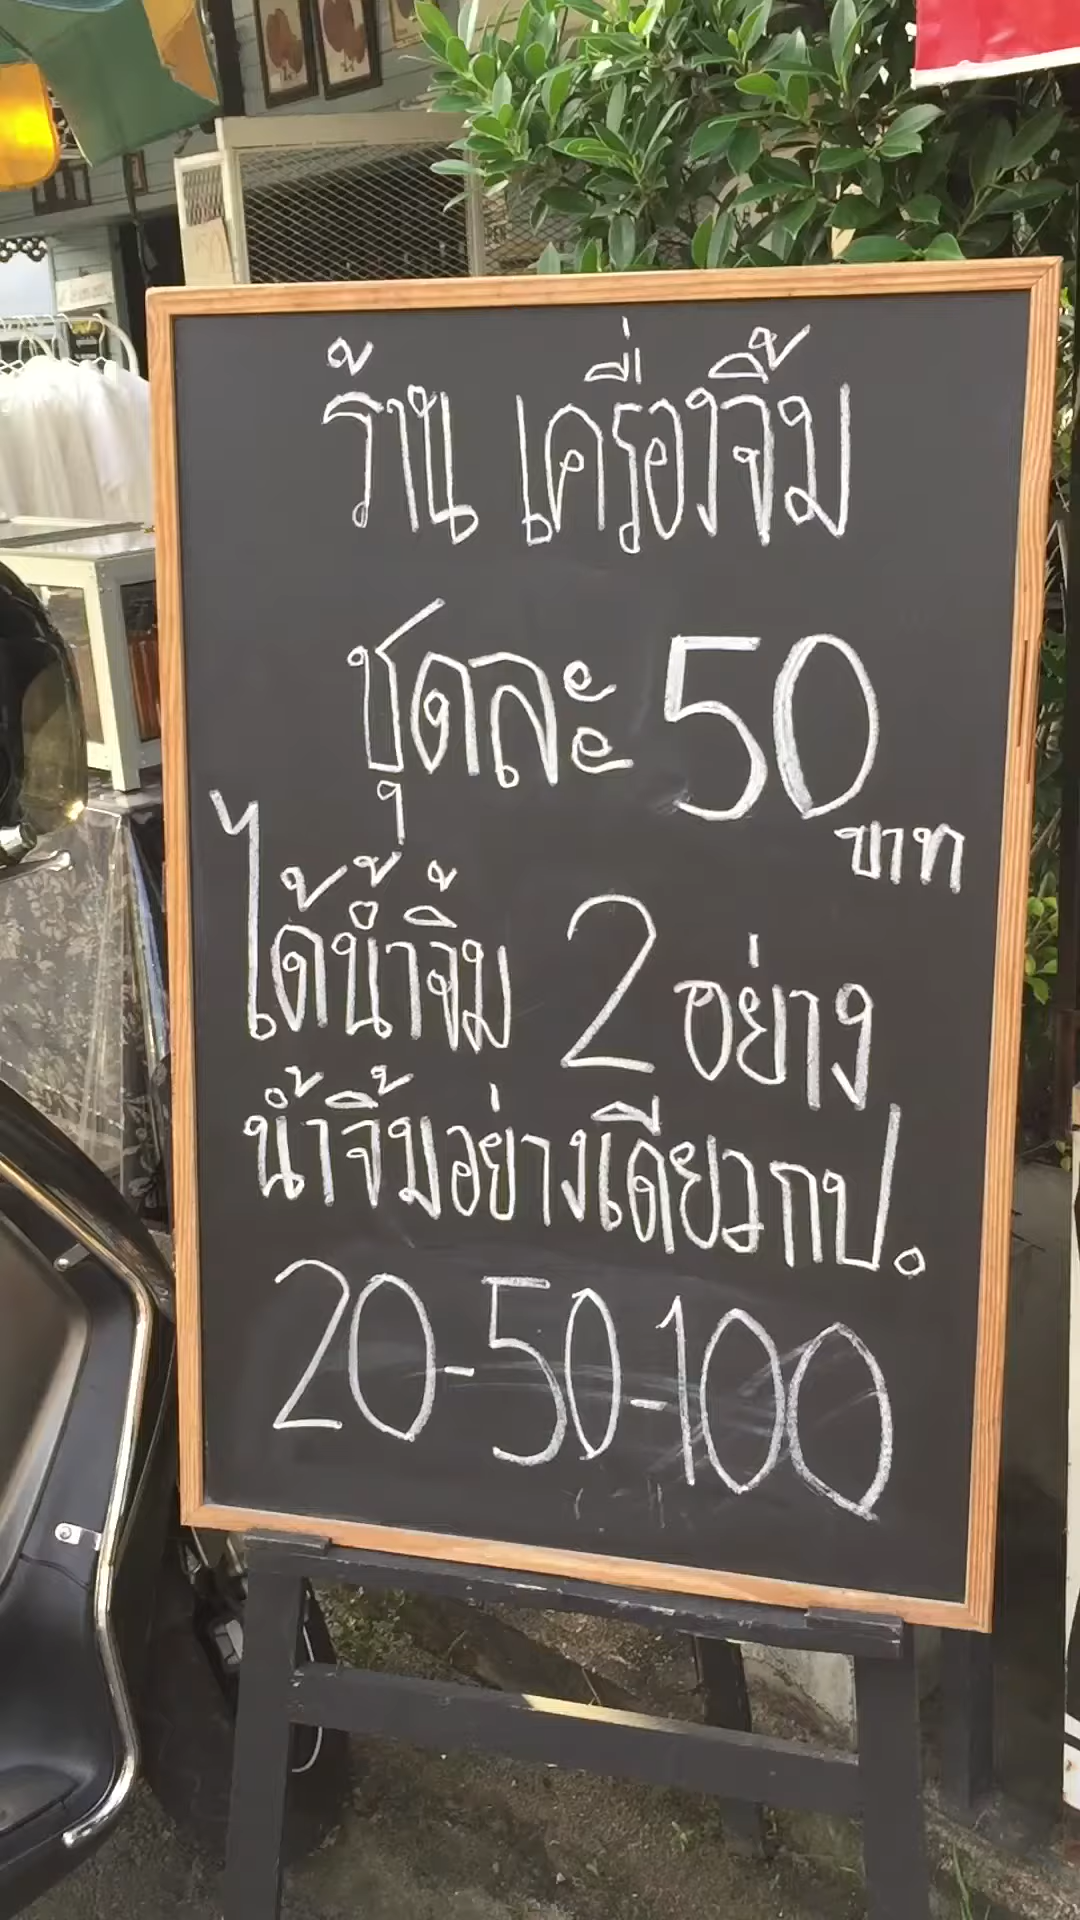 ร้าน เครื่องจิ้ม
ชุดละ 50
บาท
ได้น้ำจิ้ม 2 อย่าง
น้ำจิ้มอย่างเดียว กป.
20-50-100